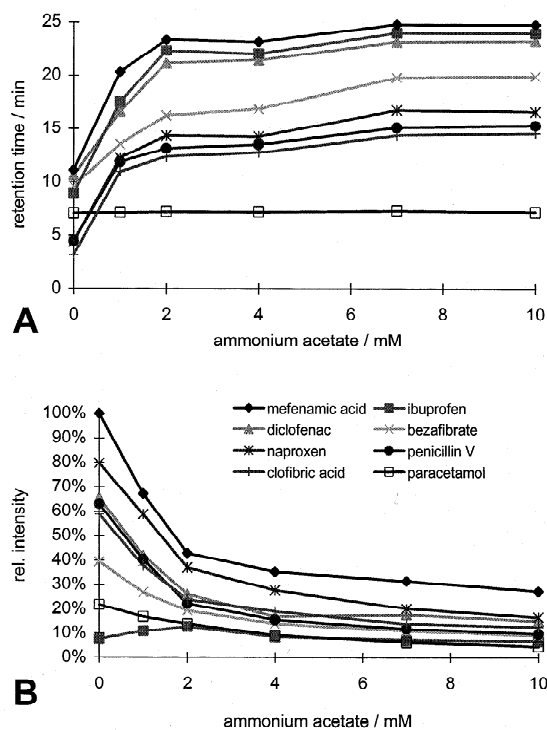 25
20
15
10
5
0
retention time / min
0 2 4 6 8 10
A
ammonium acetate / mM
mefenamic acid ibuprofen
diclofenac bezafibrate
naproxen penicillin V
clofibric acid paracetamol
100%
90%
80%
70%
60%
50%
40%
30%
20%
10%
0%
rel. intensity
0 2 4 6 8 10
B
ammonium acetate / mM